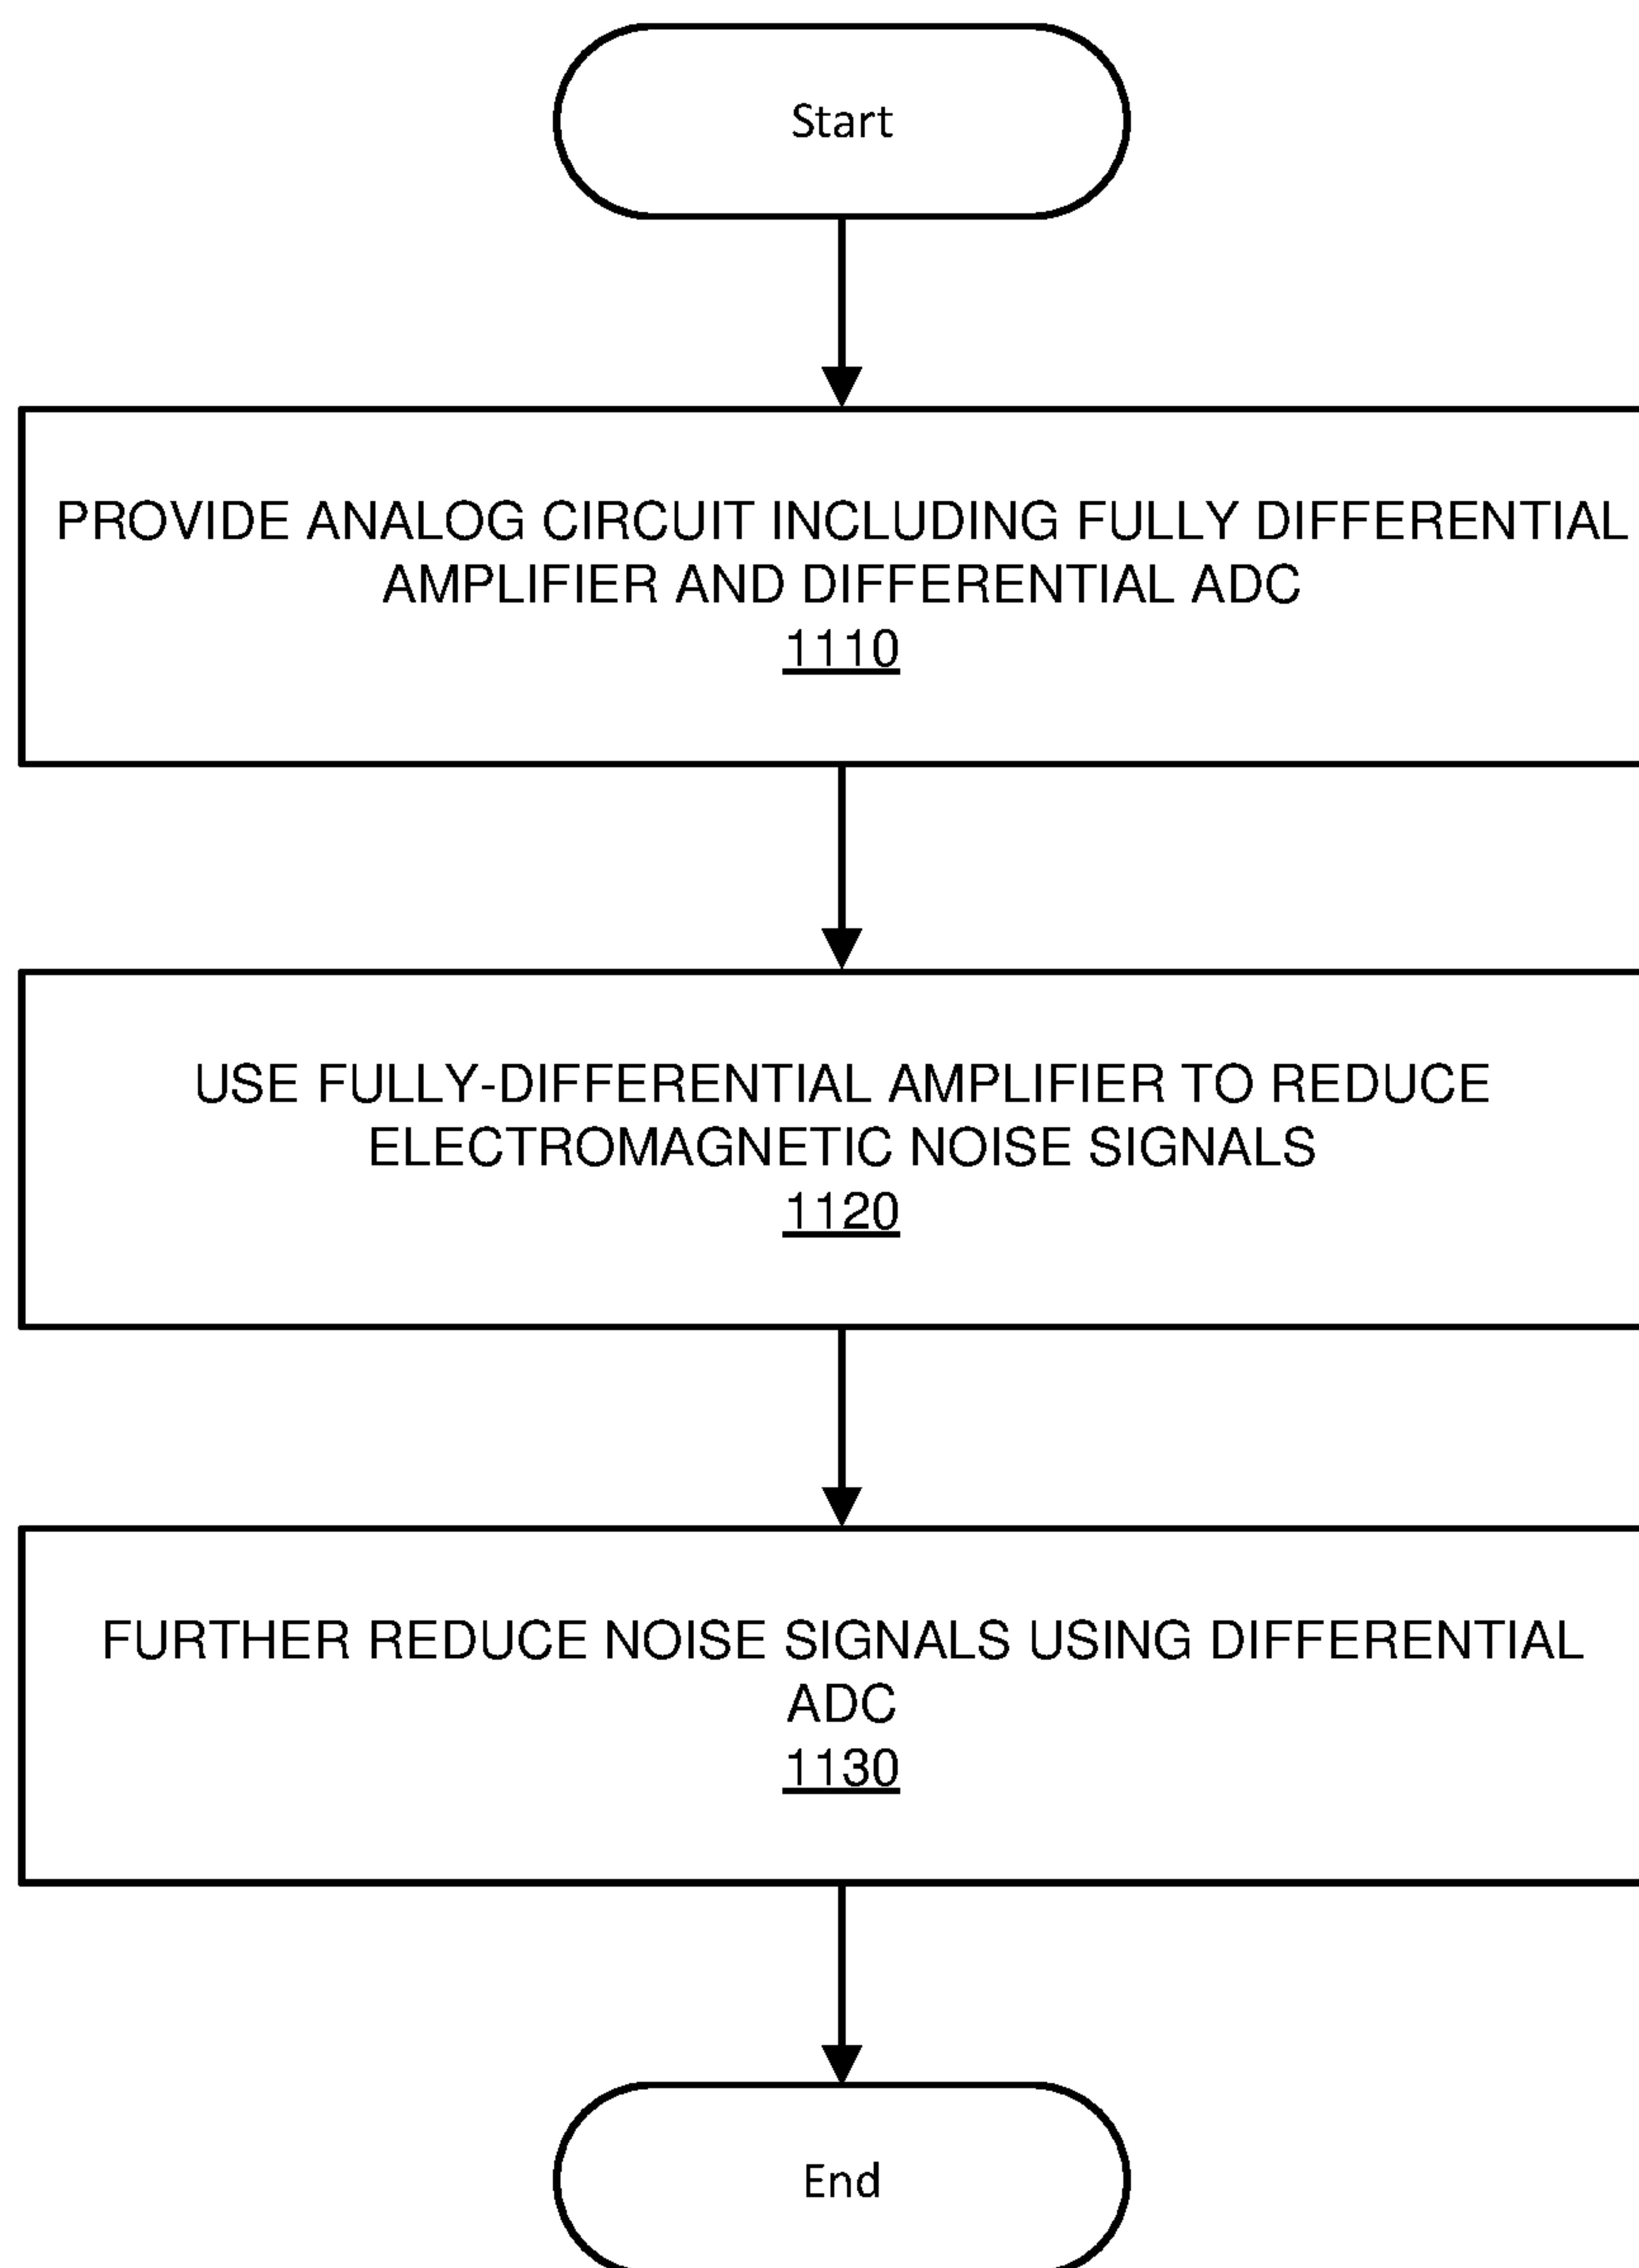 Start
PROVIDE ANALOG CIRCUIT INCLUDING FULLY DIFFERENTIAL
AMPLIFIER AND DIFFERENTIAL ADC
1110
USE FULLY-DIFFERENTIAL AMPLIFIER TO REDUCE
ELECTROMAGNETIC NOISE SIGNALS
1120
FURTHER REDUCE NOISE SIGNALS USING DIFFERENTIAL
ADC
1130
End